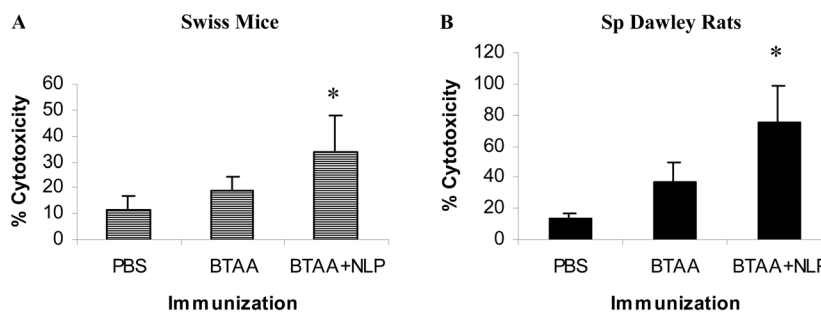 A
Swiss Mice
% Cytotoxicity
60
50
40
30
20
10
0
*
PBS
BTAA
BTAA+NLP
Immunization
B
Sp Dawley Rats
% Cytotoxicity
120
100
80
60
40
20
0
*
PBS
BTAA
BTAA+NLP
Immunization